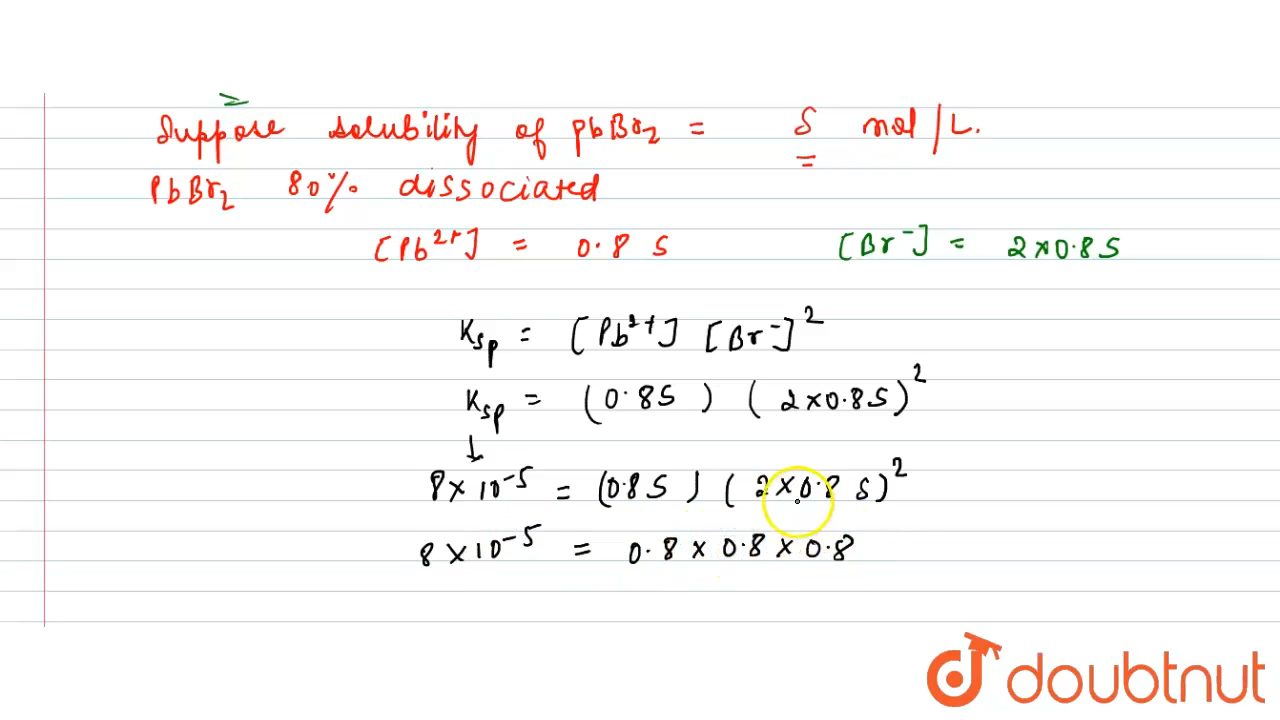 Suppose solubility of PbBr₂ = S mol/L.
PbBr₂ 80% dissociated
[Pb²⁺] = 0.8 S [Br⁻] = 2×0.8S
Ksp = [Pb²⁺] [Br⁻]²
Ksp = (0.8S) (2×0.8S)²
↓
8×10⁻⁵ = (0.8S) (2×0.8 S)²
8×10⁻⁵ = 0.8 × 0.8 × 0.8
doubtnut